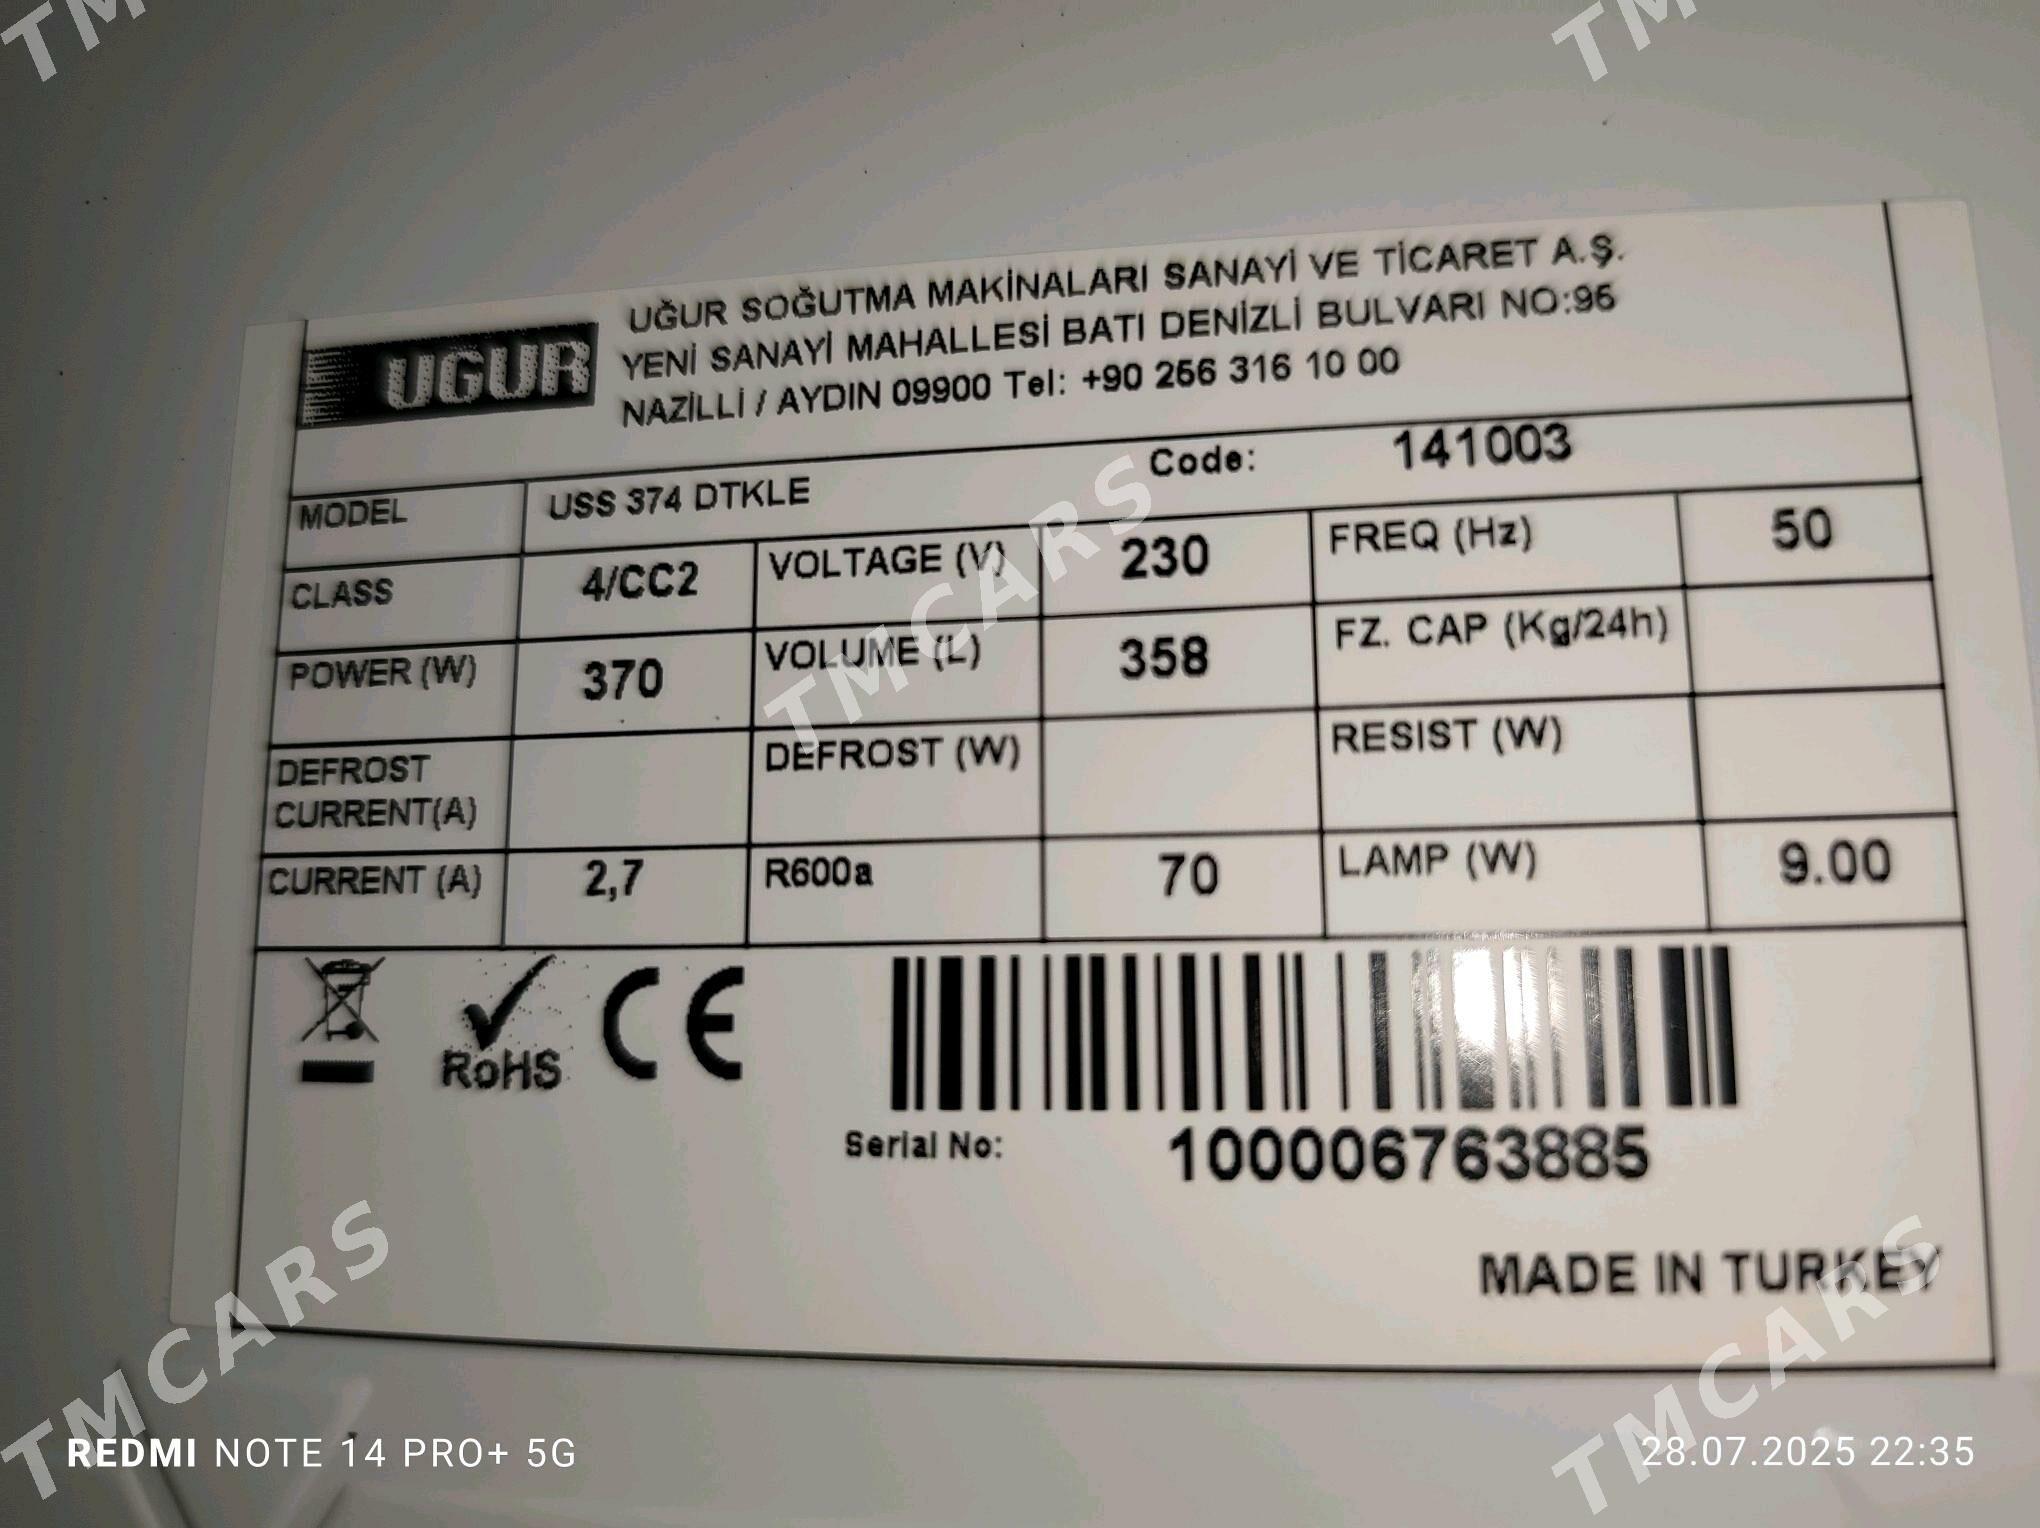 TM
TM
UĞUR SOĞUTMA MAKİNALARI SANAYİ VE TİCARET A.Ş.
UĞUR
YENİ SANAYİ MAHALLESİ BATI DENİZLİ BULVARI NO:96
NAZİLLİ / AYDIN 09900 Tel: +90 256 316 10 00
MODEL USS 374 DTKLE Code: 141003
CLASS 4/CC2 VOLTAGE (V) 230 FREQ (Hz) 50
POWER (W) 370 VOLUME (L) 358 FZ. CAP (Kg/24h)
TMCARS
DEFROST CURRENT(A) DEFROST (W) RESIST (W)
CURRENT (A) 2,7 R600a 70 LAMP (W) 9.00
RoHS CE
Serial No: 100006763885
MADE IN TURKEY
TMCARS
TMCARS
REDMI NOTE 14 PRO+ 5G
28.07.2025 22:35